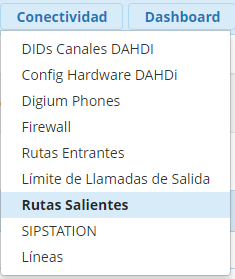 Conectividad Dashboard
DIDs Canales DAHDI
Config Hardware DAHDi
Digium Phones
Firewall
Rutas Entrantes
Límite de Llamadas de Salida
Rutas Salientes
SIPSTATION
Líneas